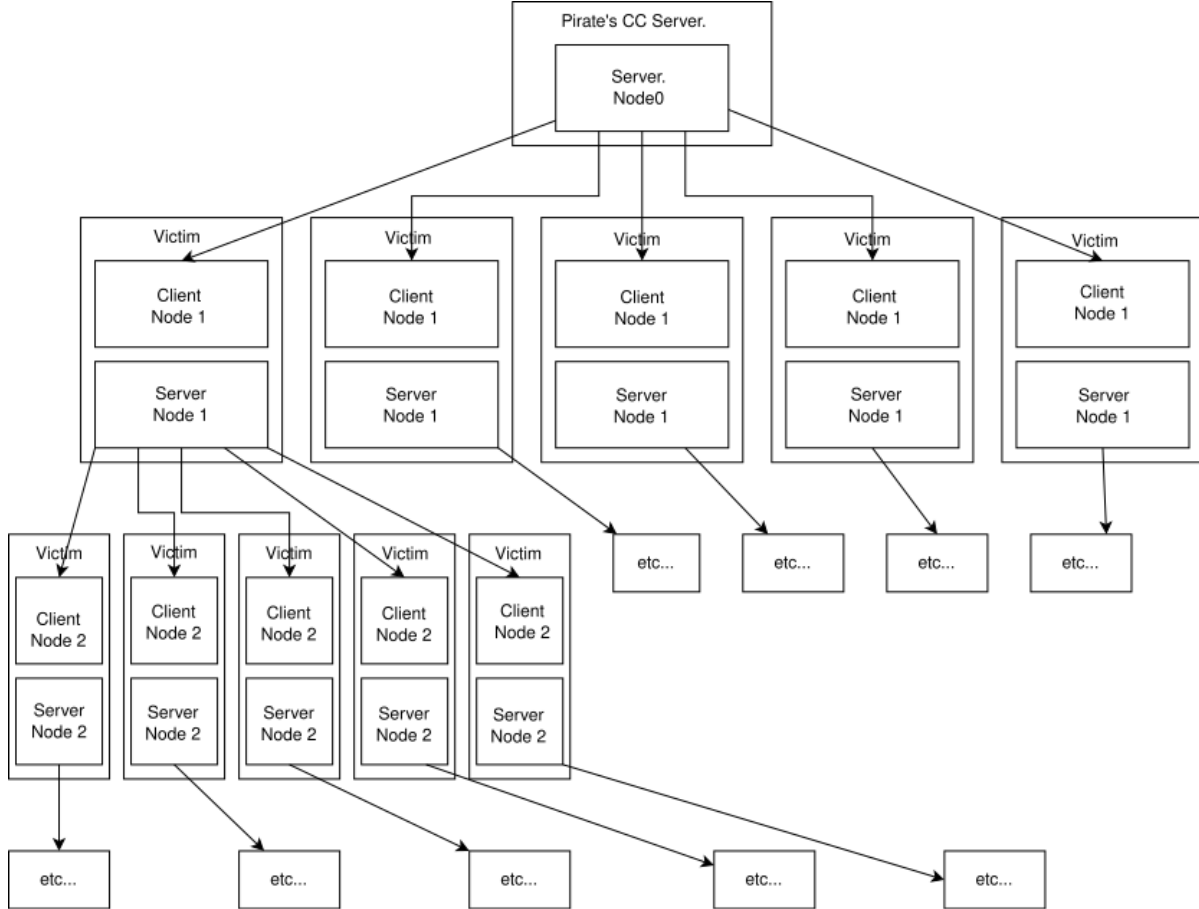 Pirate's CC Server.
Server.
Node0
Victim
Victim
Victim
Victim
Victim
Client
Node 1
Client
Node 1
Client
Node 1
Client
Node 1
Client
Node 1
Server
Node 1
Server
Node 1
Server
Node 1
Server
Node 1
Server
Node 1
Victim
Victim
Victim
Victim
Victim
etc...
etc...
etc...
etc...
Client
Node 2
Client
Node 2
Client
Node 2
Client
Node 2
Client
Node 2
Server
Node 2
Server
Node 2
Server
Node 2
Server
Node 2
Server
Node 2
etc...
etc...
etc...
etc...
etc...